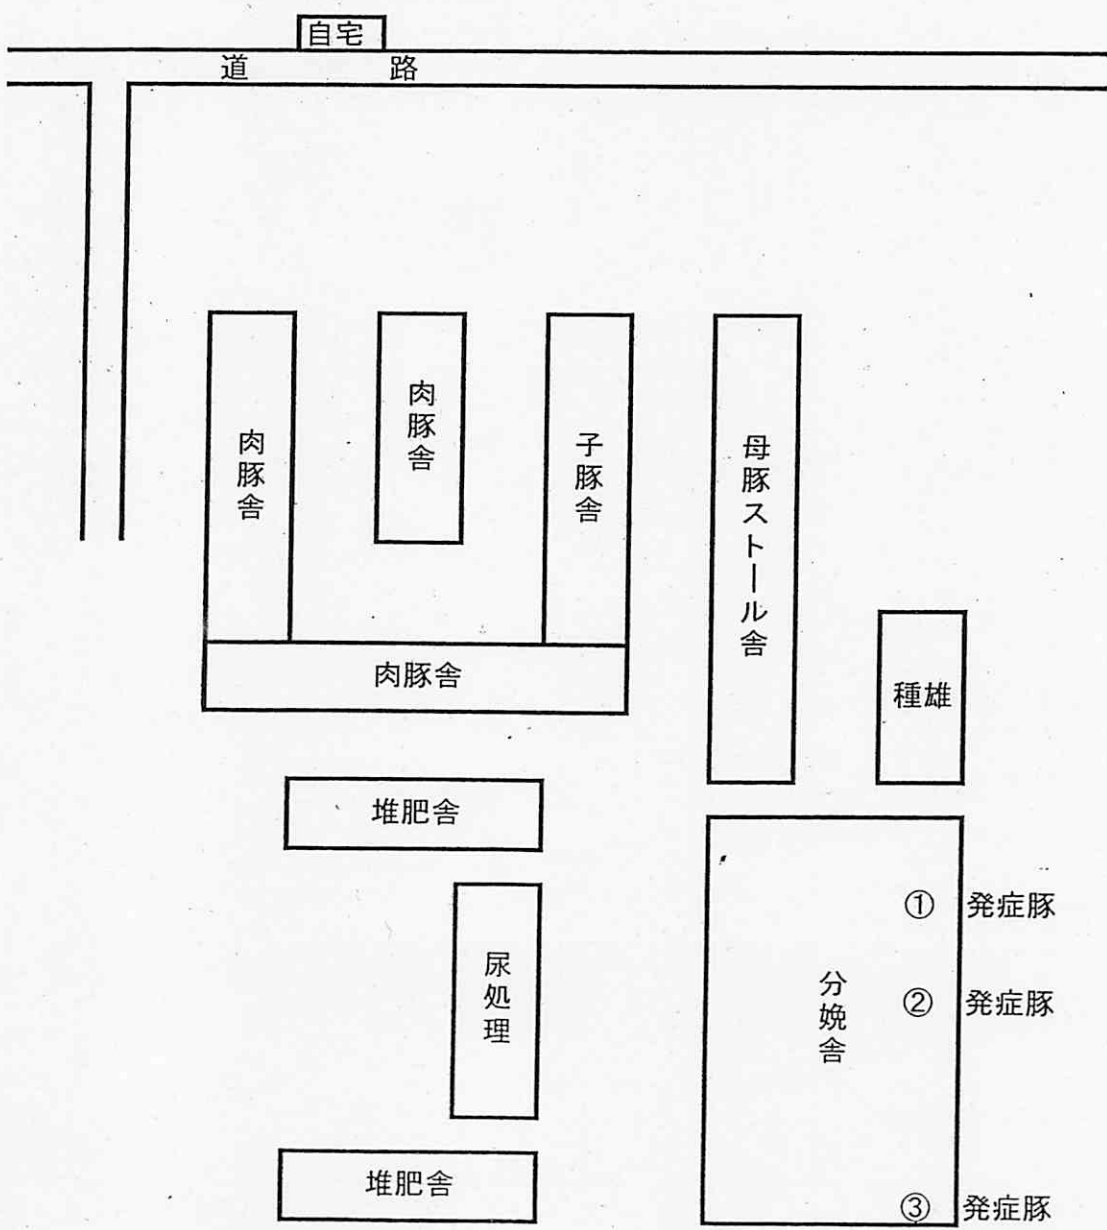 自宅
道路
肉豚舎
肉豚舎
子豚舎
母豚ストール舎
肉豚舎
種雄
堆肥舎
① 発症豚
尿処理
分娩舎
② 発症豚
堆肥舎
③ 発症豚